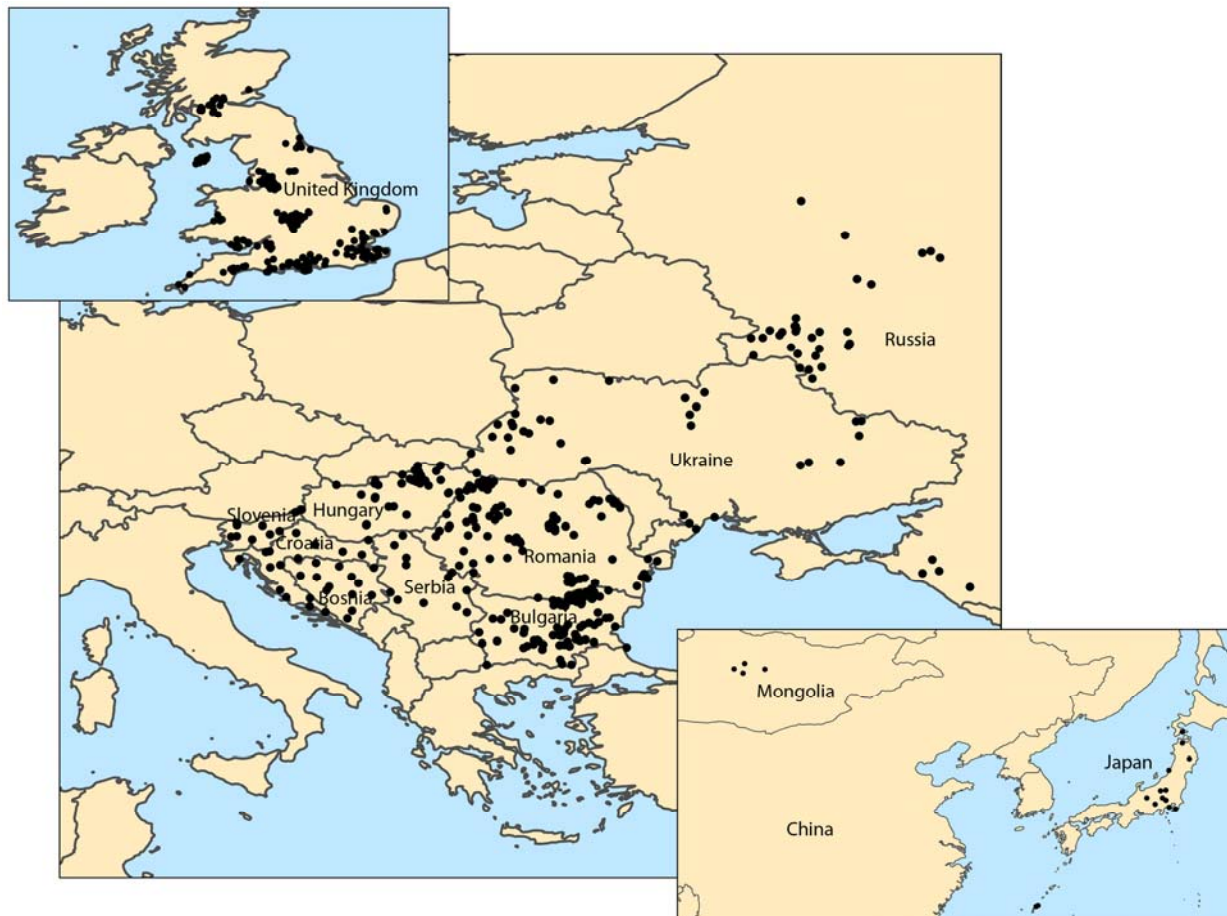 United Kingdom
Russia
Ukraine
Slovenia
Hungary
Croatia
Romania
Serbia
Bosnia
Bulgaria
Mongolia
Japan
China